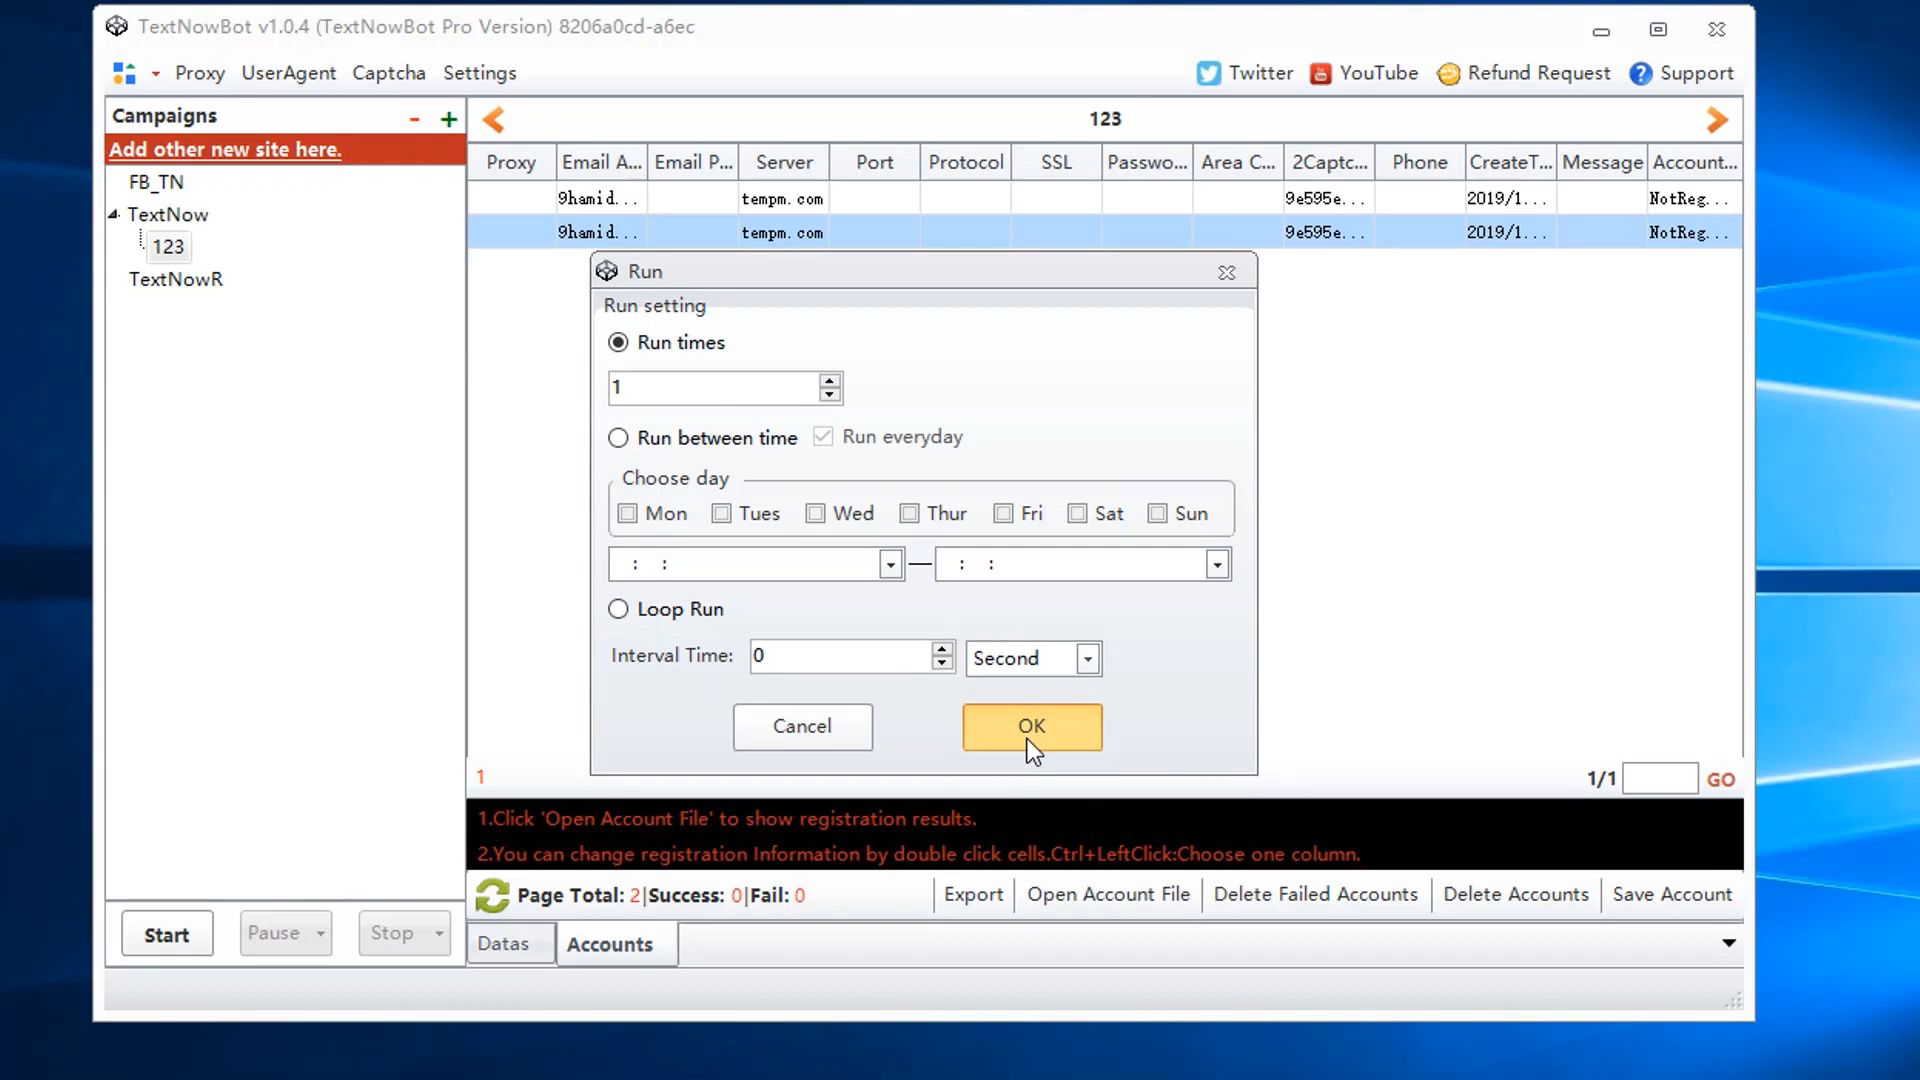 TextNowBot v1.0.4 (TextNowBot Pro Version) 8206a0cd-a6ec
Proxy UserAgent Captcha Settings Twitter YouTube Refund Request Support
Campaigns - +
Add other new site here.
FB_TN
TextNow
123
TextNowR
123
Proxy Email A... Email P... Server Port Protocol SSL Passwo... Area C... 2Captc... Phone CreateT... Message Account...
9hamid... tempm.com 9e595e... 2019/1... NotReg...
9hamid... tempm.com 9e595e... 2019/1... NotReg...
Run
Run setting
Run times
1
Run between time Run everyday
Choose day
Mon Tues Wed Thur Fri Sat Sun
: : — : :
Loop Run
Interval Time: 0 Second
Cancel OK
1 1/1 GO
1.Click 'Open Account File' to show registration results.
2.You can change registration Information by double click cells.Ctrl+LeftClick:Choose one column.
Page Total: 2|Success: 0|Fail: 0 Export Open Account File Delete Failed Accounts Delete Accounts Save Account
Start Pause Stop Datas Accounts